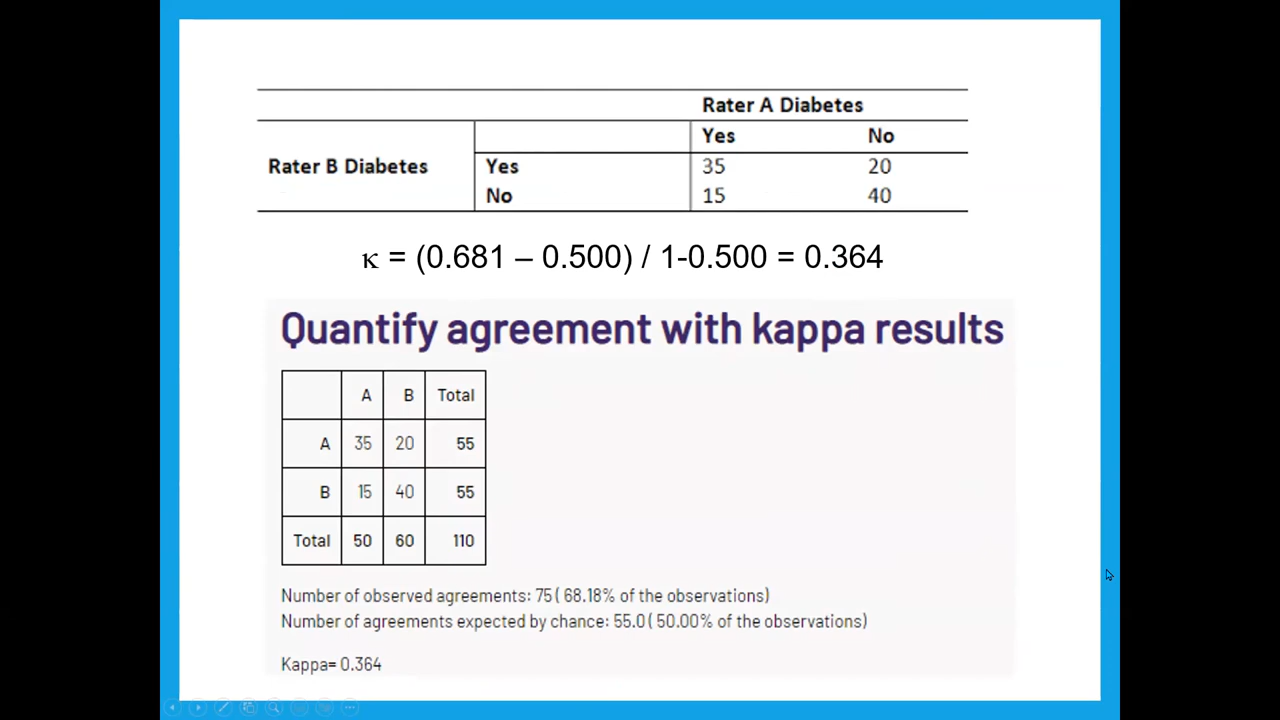 Rater A Diabetes
Yes No
Rater B Diabetes Yes 35 20
No 15 40
κ = (0.681 – 0.500) / 1-0.500 = 0.364
Quantify agreement with kappa results
A B Total
A 35 20 55
B 15 40 55
Total 50 60 110
Number of observed agreements: 75 ( 68.18% of the observations)
Number of agreements expected by chance: 55.0 ( 50.00% of the observations)
Kappa= 0.364